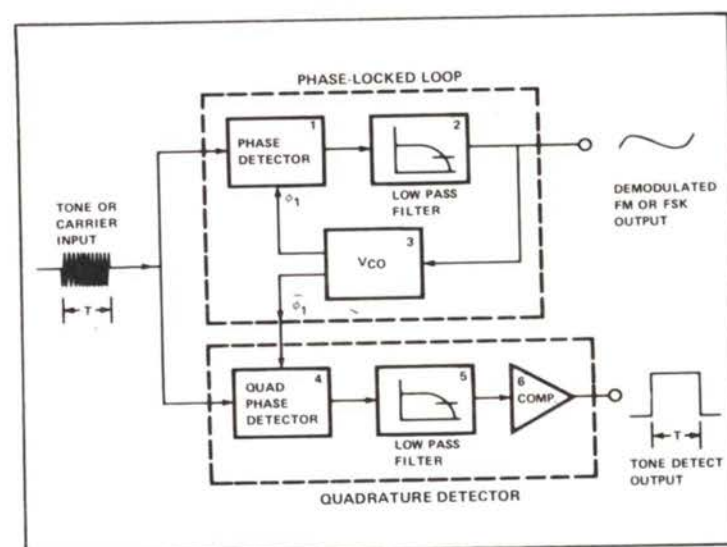 PHASE-LOCKED LOOP
1
PHASE
DETECTOR
2
LOW PASS
FILTER
DEMODULATED
FM OR FSK
OUTPUT
TONE OR
CARRIER
INPUT
T
ϕ1
3
VCO
ϕ̅1
4
QUAD
PHASE
DETECTOR
5
LOW PASS
FILTER
6
COMP.
T
TONE DETECT
OUTPUT
QUADRATURE DETECTOR